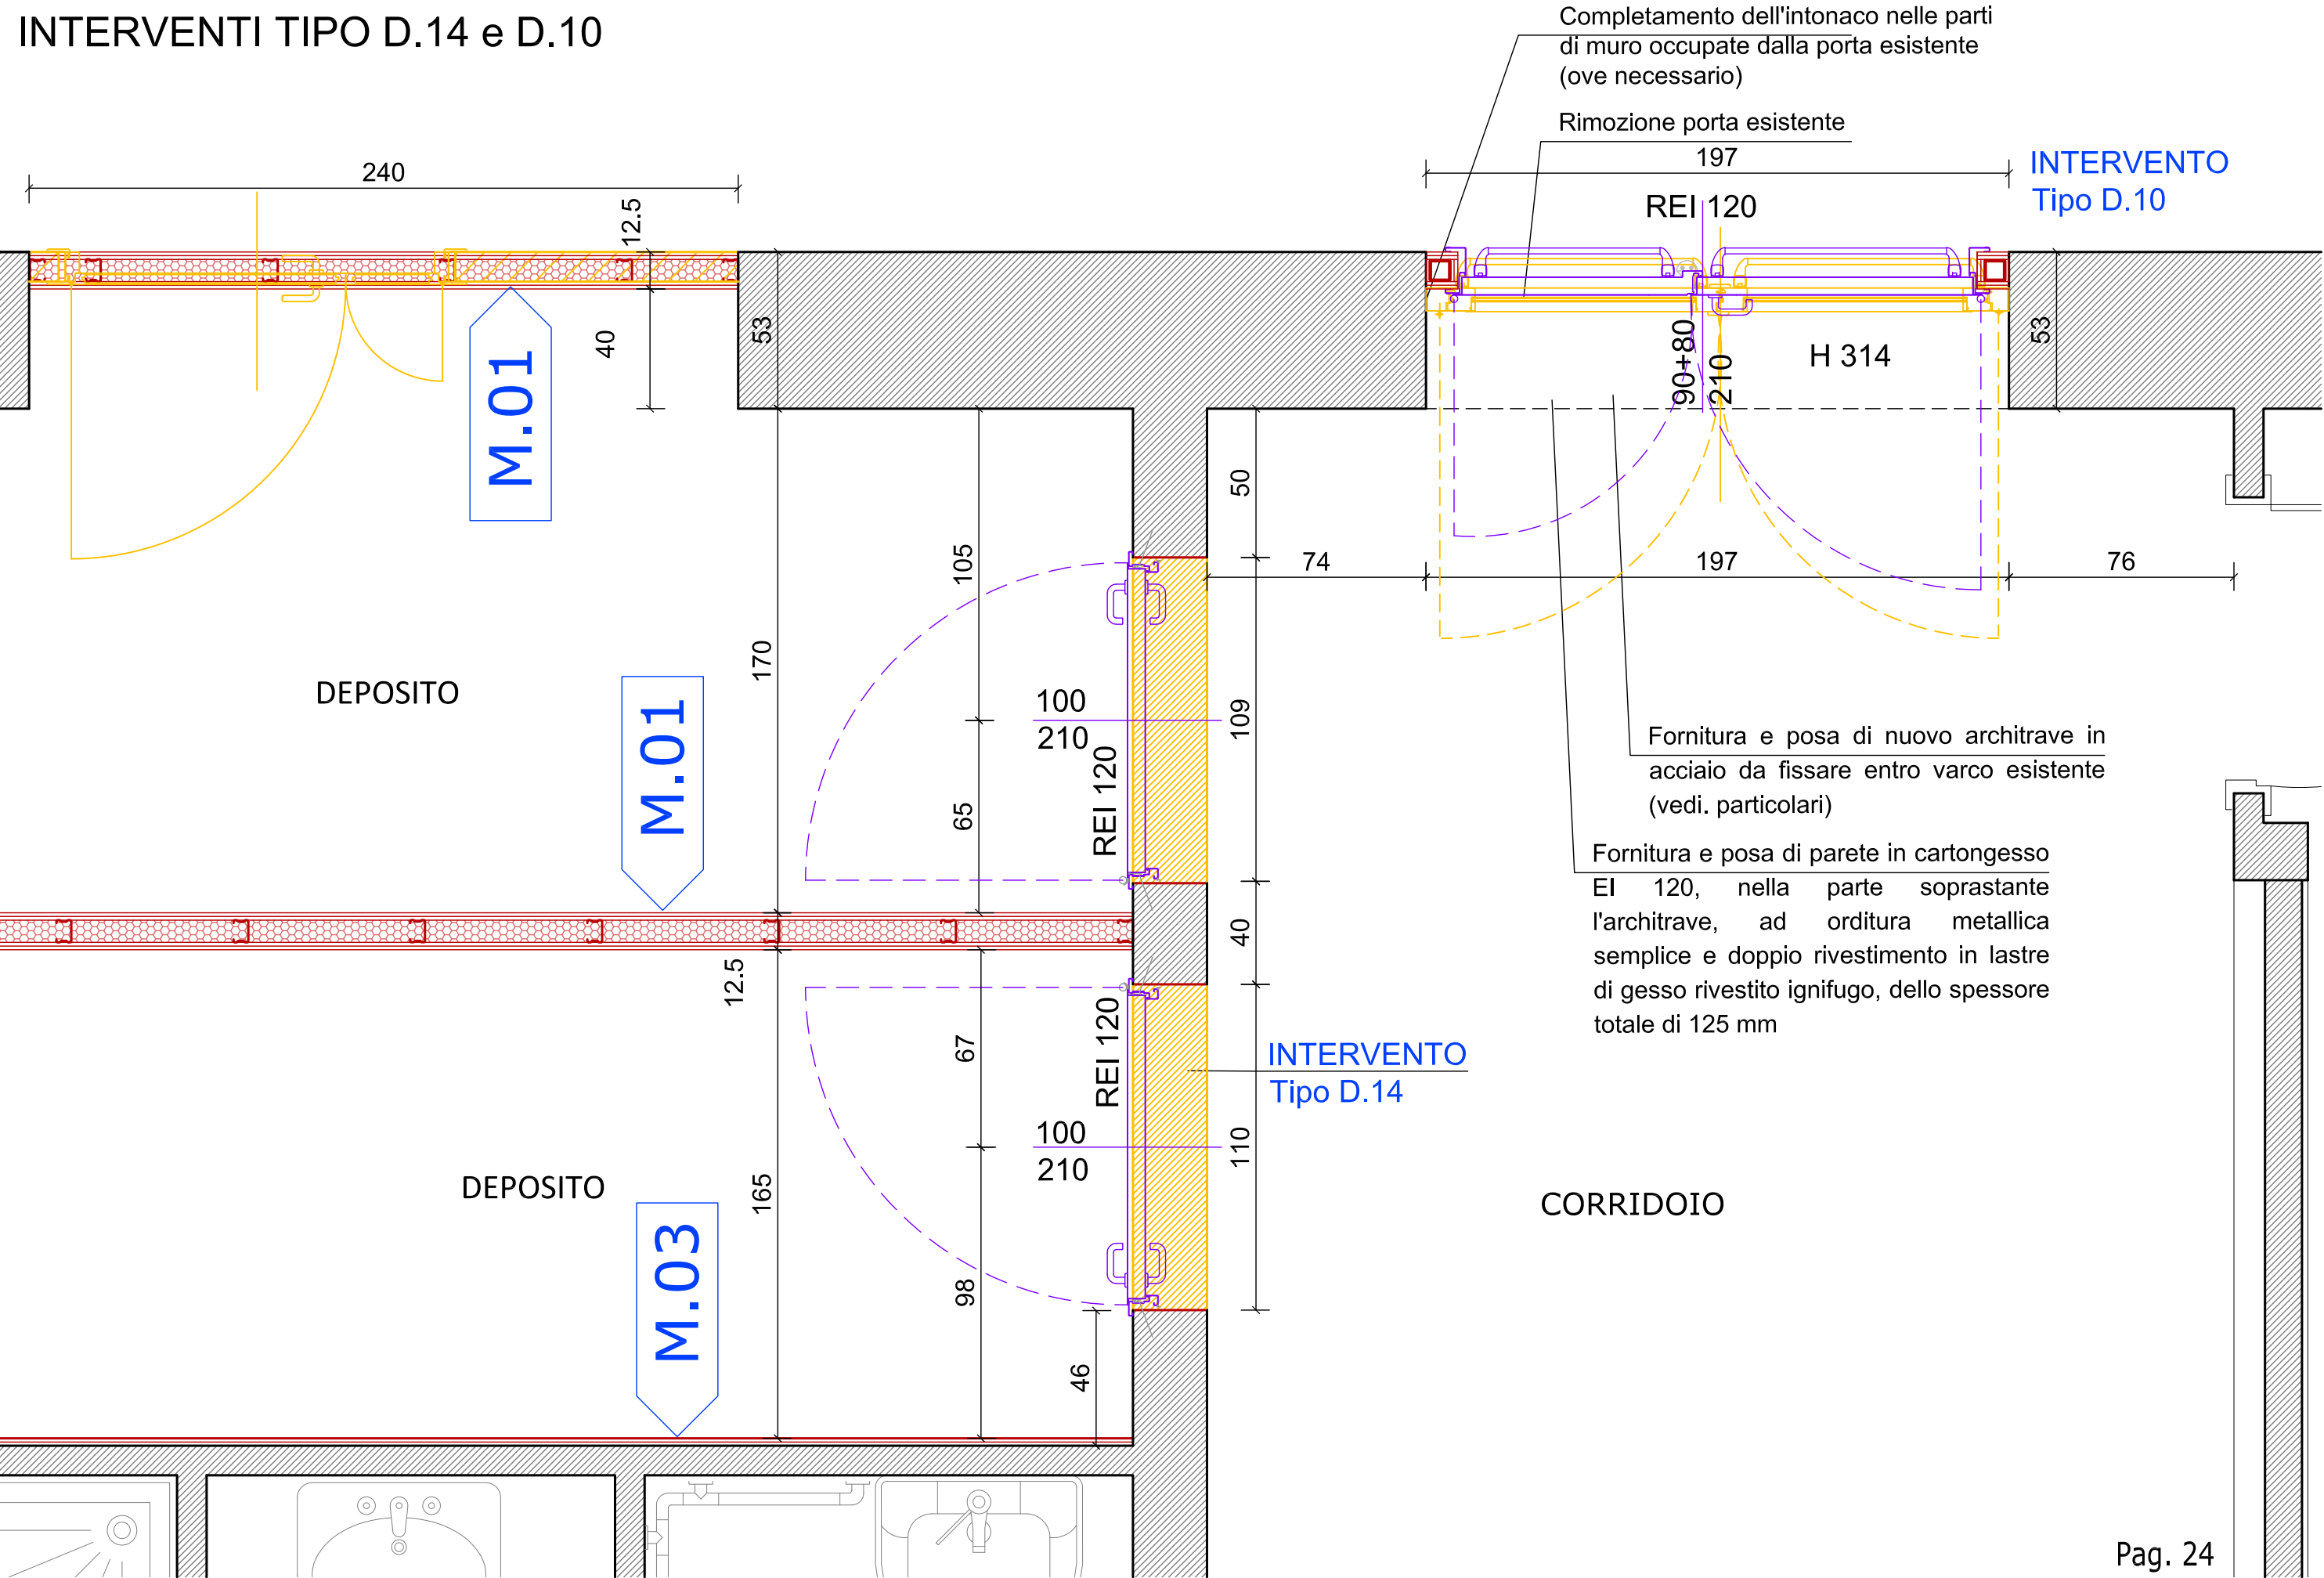 INTERVENTI TIPO D.14 e D.10
Completamento dell'intonaco nelle parti
di muro occupate dalla porta esistente
(ove necessario)
Rimozione porta esistente
197
INTERVENTO
Tipo D.10
REI 120
240
12.5
40
53
M.01
90+80
210
H 314
53
50
74
197
76
105
170
DEPOSITO
M.01
100
210
REI 120
109
65
Fornitura e posa di nuovo architrave in
acciaio da fissare entro varco esistente
(vedi. particolari)
Fornitura e posa di parete in cartongesso
EI 120, nella parte soprastante
l'architrave, ad orditura metallica
semplice e doppio rivestimento in lastre
di gesso rivestito ignifugo, dello spessore
totale di 125 mm
40
12.5
67
REI 120
INTERVENTO
Tipo D.14
100
210
110
165
DEPOSITO
M.03
98
46
CORRIDOIO
Pag. 24